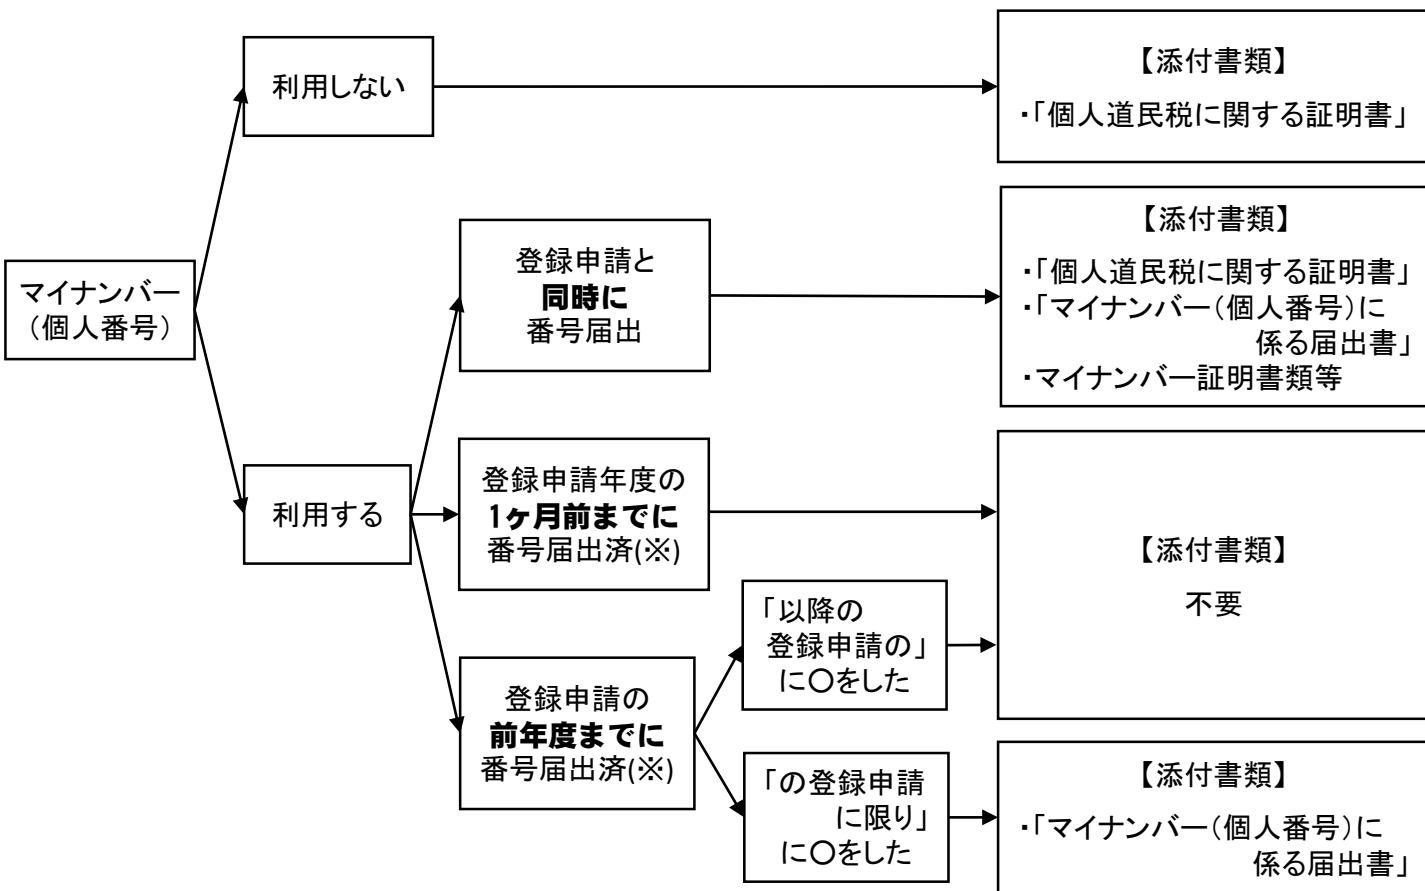 マイナンバー
（個人番号）
利用しない
【添付書類】
・「個人道民税に関する証明書」
利用する
登録申請と
同時に
番号届出
【添付書類】
・「個人道民税に関する証明書」
・「マイナンバー（個人番号）に
係る届出書」
・マイナンバー証明書類等
登録申請年度の
1ヶ月前までに
番号届出済(※)
【添付書類】
不要
登録申請の
前年度までに
番号届出済(※)
「以降の
登録申請の」
に〇をした
「の登録申請
に限り」
に〇をした
【添付書類】
・「マイナンバー（個人番号）に
係る届出書」